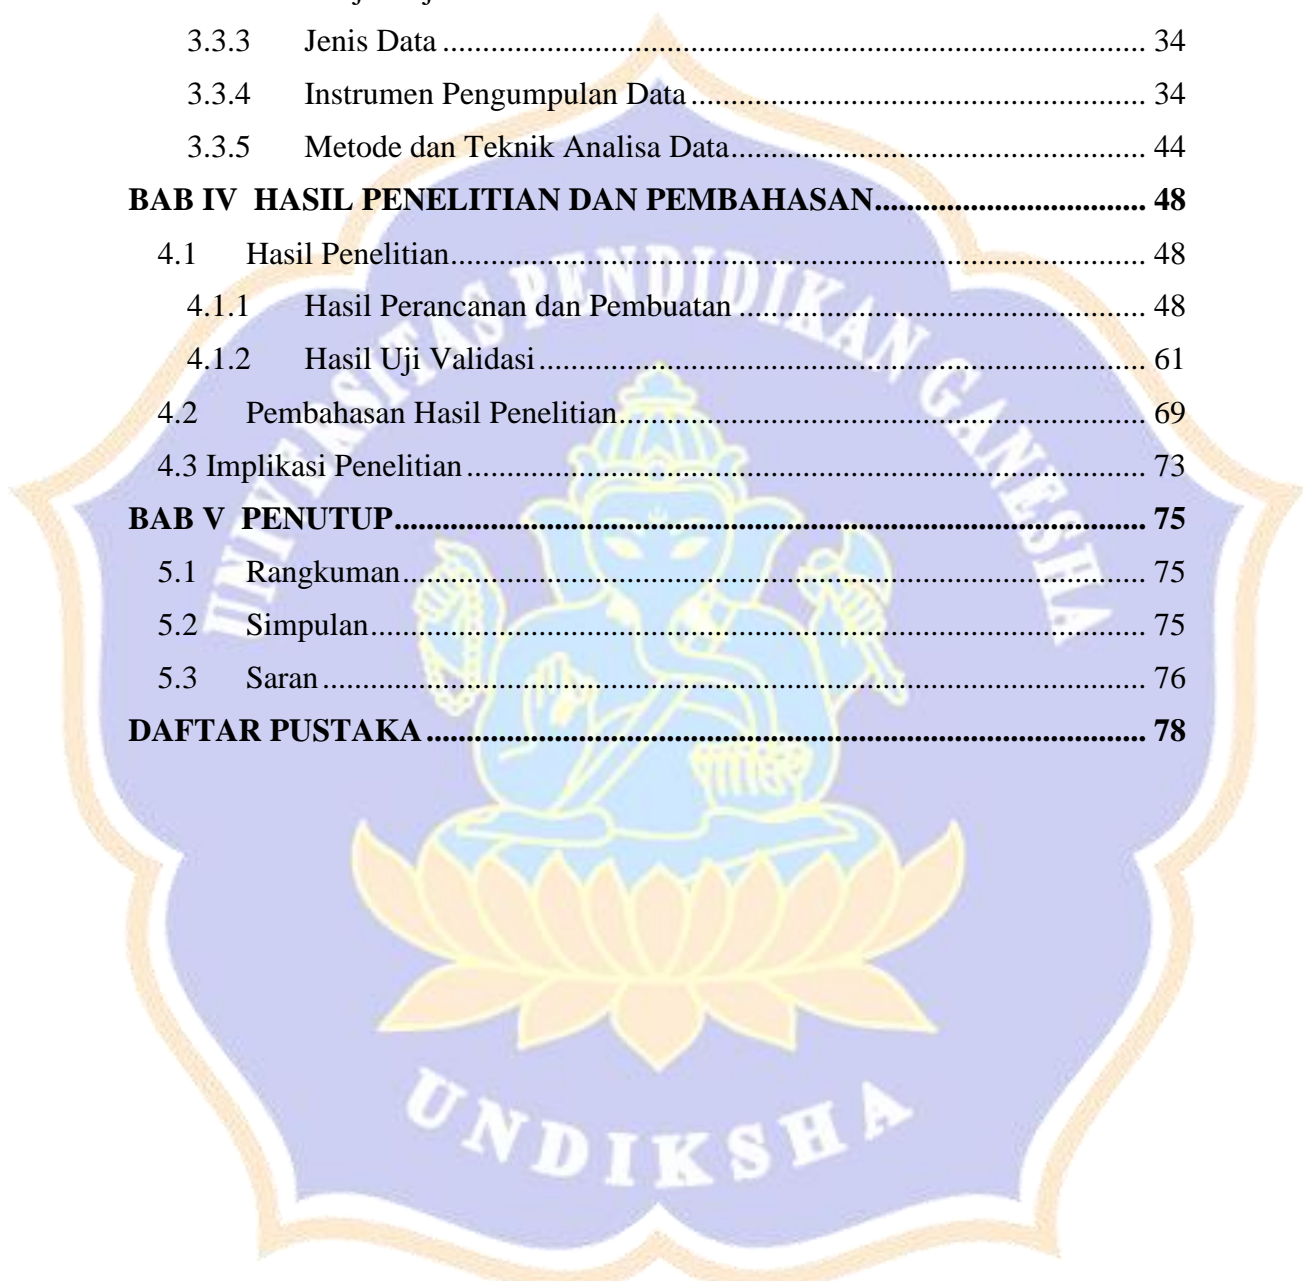 3.3.3 Jenis Data ........ 34
3.3.4 Instrumen Pengumpulan Data ........ 34
3.3.5 Metode dan Teknik Analisa Data ........ 44
BAB IV HASIL PENELITIAN DAN PEMBAHASAN ........ 48
4.1 Hasil Penelitian ........ 48
4.1.1 Hasil Perancanan dan Pembuatan ........ 48
4.1.2 Hasil Uji Validasi ........ 61
4.2 Pembahasan Hasil Penelitian ........ 69
4.3 Implikasi Penelitian ........ 73
BAB V PENUTUP ........ 75
5.1 Rangkuman ........ 75
5.2 Simpulan ........ 75
5.3 Saran ........ 76
DAFTAR PUSTAKA ........ 78
UNIVERSITAS PENDIDIKAN GANESHA
UNDIKSHA